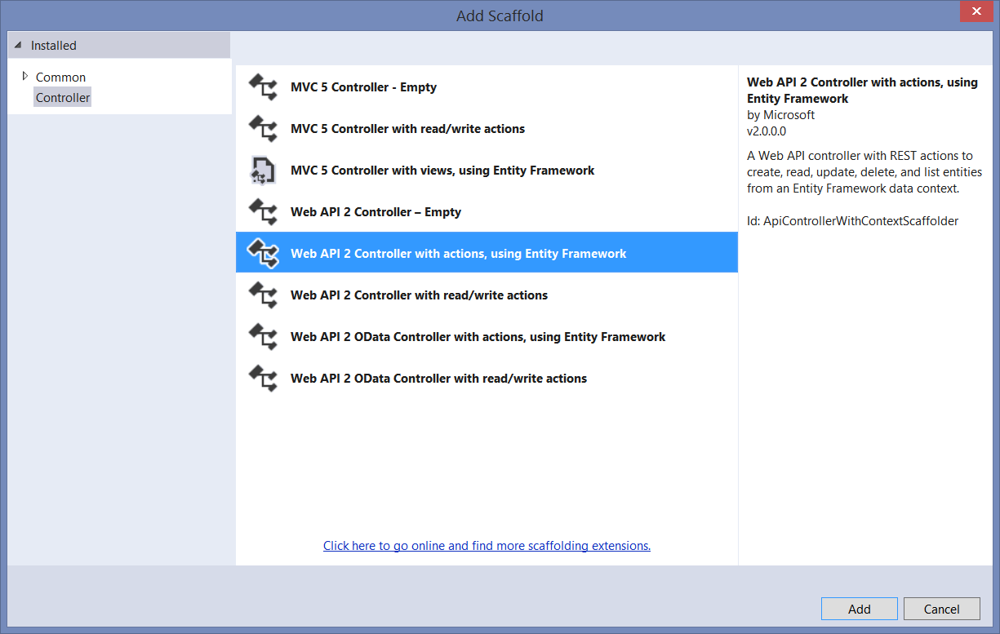 Add Scaffold
Installed
Common
Controller
MVC 5 Controller - Empty
MVC 5 Controller with read/write actions
MVC 5 Controller with views, using Entity Framework
Web API 2 Controller – Empty
Web API 2 Controller with actions, using Entity Framework
Web API 2 Controller with read/write actions
Web API 2 OData Controller with actions, using Entity Framework
Web API 2 OData Controller with read/write actions
Click here to go online and find more scaffolding extensions.
Web API 2 Controller with actions, using
Entity Framework
by Microsoft
v2.0.0.0
A Web API controller with REST actions to
create, read, update, delete, and list entities
from an Entity Framework data context.
Id: ApiControllerWithContextScaffolder
Add
Cancel